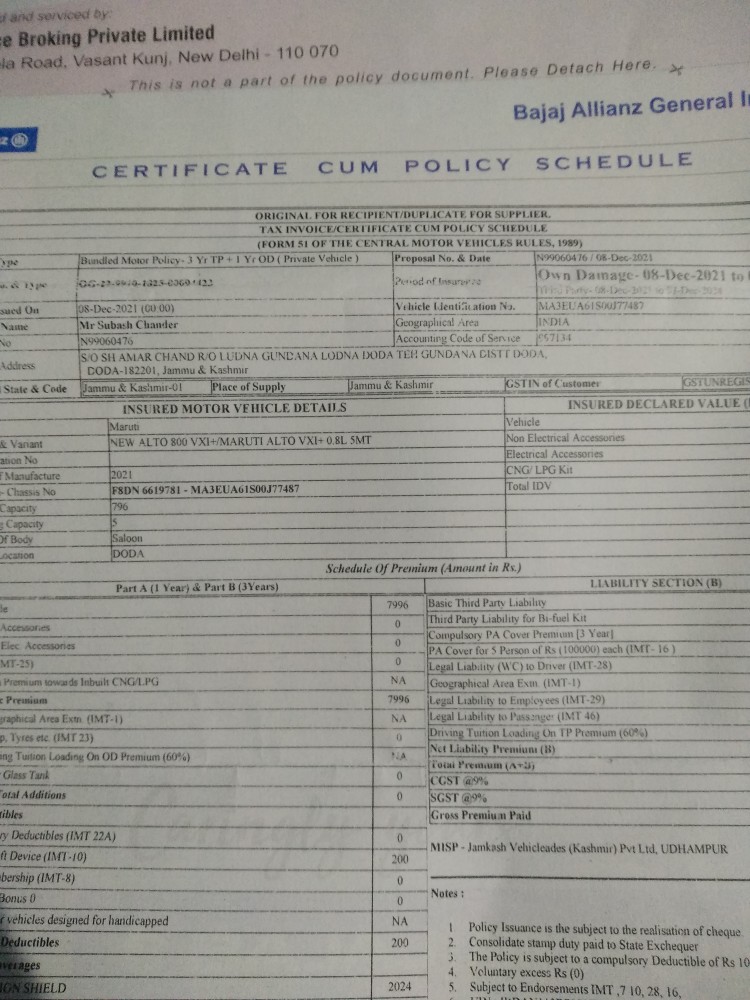 and serviced by:
ce Broking Private Limited
la Road, Vasant Kunj, New Delhi - 110 070
This is not a part of the policy document. Please Detach Here.
Bajaj Allianz General
CERTIFICATE CUM POLICY SCHEDULE
ORIGINAL FOR RECIPIENT/DUPLICATE FOR SUPPLIER.
TAX INVOICE/CERTIFICATE CUM POLICY SCHEDULE
(FORM 51 OF THE CENTRAL MOTOR VEHICLES RULES, 1989)
ype Bundled Motor Policy- 3 Yr TP + 1 Yr OD ( Private Vehicle ) Proposal No. & Date N99060476 / 08-Dec-2021
& Type Period of Insurance Own Damage- 08-Dec-2021 to
sued On 08-Dec-2021 (00:00) Vehicle Identification No. MA3EUA61S00J77487
Name Mr Subash Chander Geographical Area INDIA
No N99060476 Accounting Code of Service
Address S/O SH AMAR CHAND R/O LUDNA GUNDANA LODNA DODA TEH GUNDANA DISTT DODA,
DODA-182201, Jammu & Kashmir
State & Code Jammu & Kashmir-01 Place of Supply Jammu & Kashmir GSTIN of Customer GSTUNREGIS
INSURED MOTOR VEHICLE DETAILS INSURED DECLARED VALUE
Maruti Vehicle
& Variant NEW ALTO 800 VXI+/MARUTI ALTO VXI+ 0.8L 5MT Non Electrical Accessories
ation No Electrical Accessories
f Manufacture 2021 CNG/ LPG Kit
- Chassis No F8DN 6619781 - MA3EUA61S00J77487 Total IDV
Capacity 796
g Capacity 5
Of Body Saloon
Location DODA
Schedule Of Premium (Amount in Rs.)
Part A (1 Year) & Part B (3Years) LIABILITY SECTION (B)
le 7996 Basic Third Party Liability
Accessories 0 Third Party Liability for Bi-fuel Kit
Elec Accessories 0 Compulsory PA Cover Premium [3 Year]
MT-25) 0 PA Cover for 5 Person of Rs (100000) each (IMT- 16 )
Legal Liability (WC) to Driver (IMT-28)
Premium towards Inbuilt CNG/LPG NA Geographical Area Extn. (IMT-1)
c Premium 7996 Legal Liability to Employees (IMT-29)
graphical Area Extn. (IMT-1) NA Legal Liability to Passenger (IMT 46)
p, Tyres etc. (IMT 23) 0 Driving Tuition Loading On TP Premium (60%)
ing Tuition Loading On OD Premium (60%) NA Net Liability Premium (B)
Glass Tank 0 Total Premium (A+B)
CGST @9%
otal Additions 0 SGST @9%
tibles Gross Premium Paid
ry Deductibles (IMT 22A) 0
ft Device (IMT-10) 200 MISP - Jamkash Vehicleades (Kashmir) Pvt Ltd, UDHAMPUR
bership (IMT-8) 0
Bonus 0 0 Notes :
r vehicles designed for handicapped NA
1 Policy Issuance is the subject to the realisation of cheque
Deductibles 200 2. Consolidate stamp duty paid to State Exchequer
verages 3. The Policy is subject to a compulsory Deductible of Rs 10
4. Voluntary excess Rs (0)
ION SHIELD 2024 5. Subject to Endorsements IMT ,7 10, 28, 16,